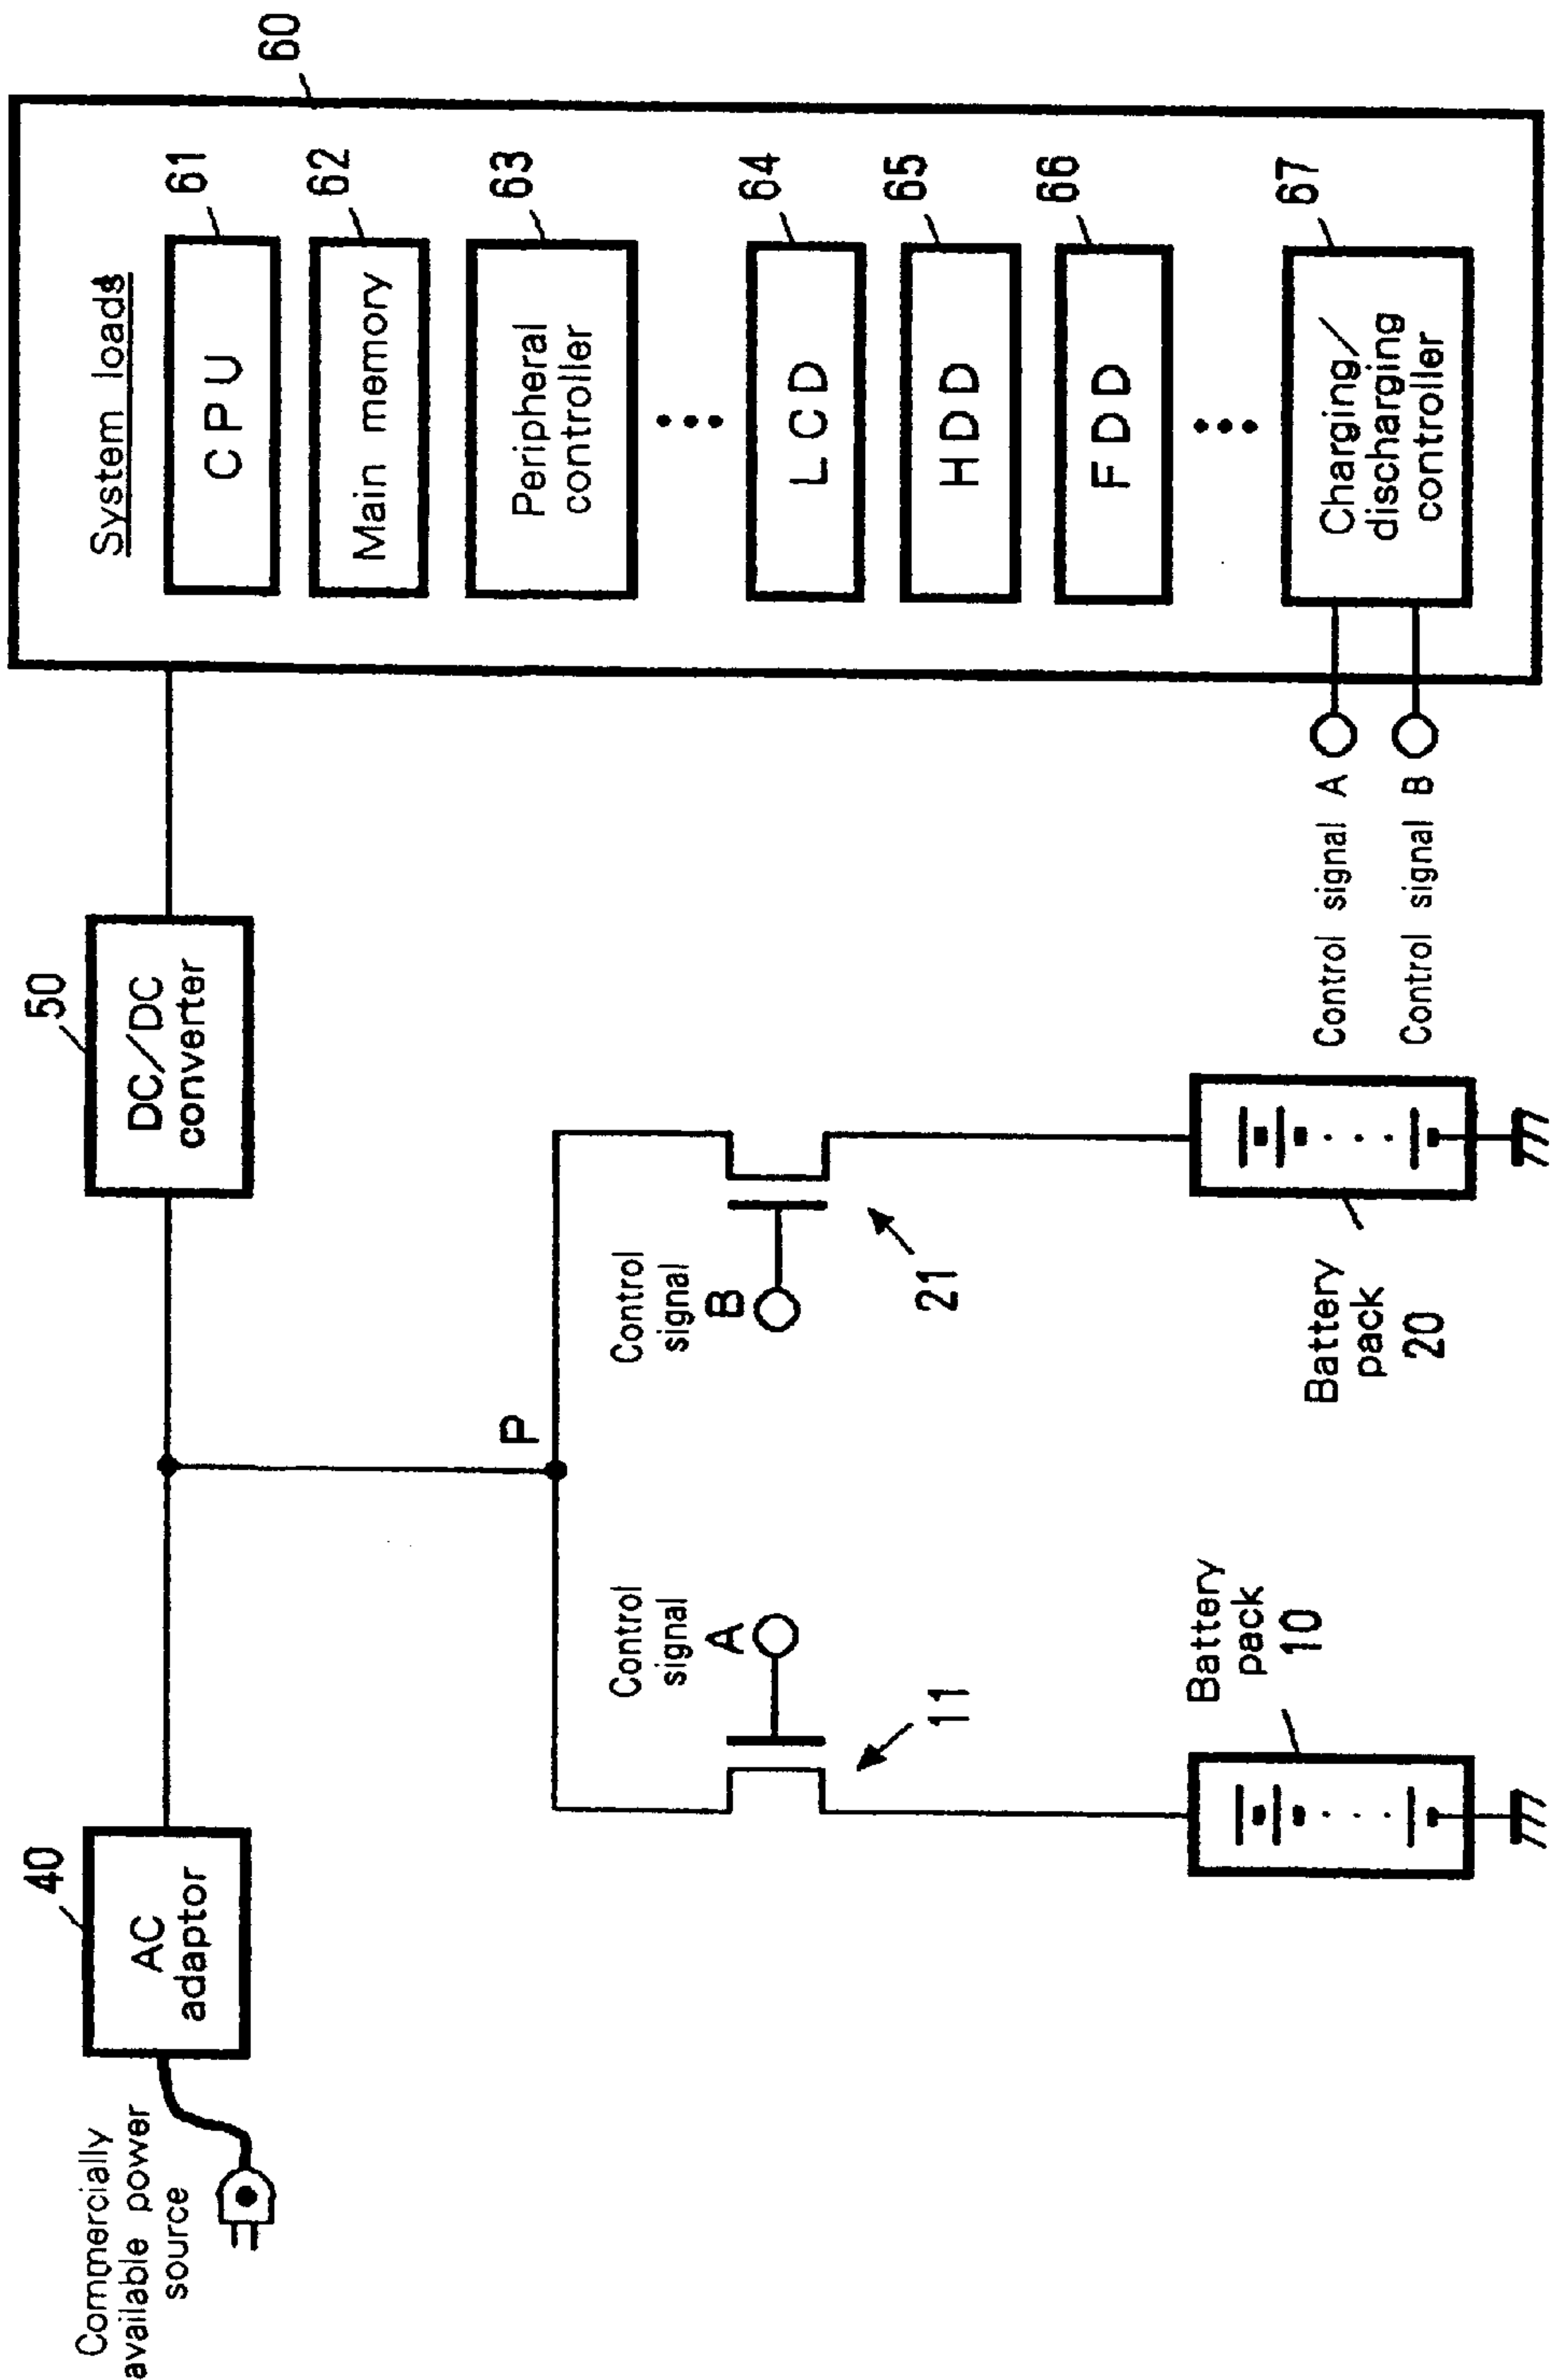 Commercially
available power
source
40
AC
adaptor
50
DC/DC
converter
P
Control
signal
A
11
Control
signal
B
21
Battery
pack
10
Battery
pack
20
60
System loads
CPU
61
Main memory
62
Peripheral
controller
63
LCD
64
HDD
65
FDD
66
Charging/
discharging
controller
67
Control signal A
Control signal B